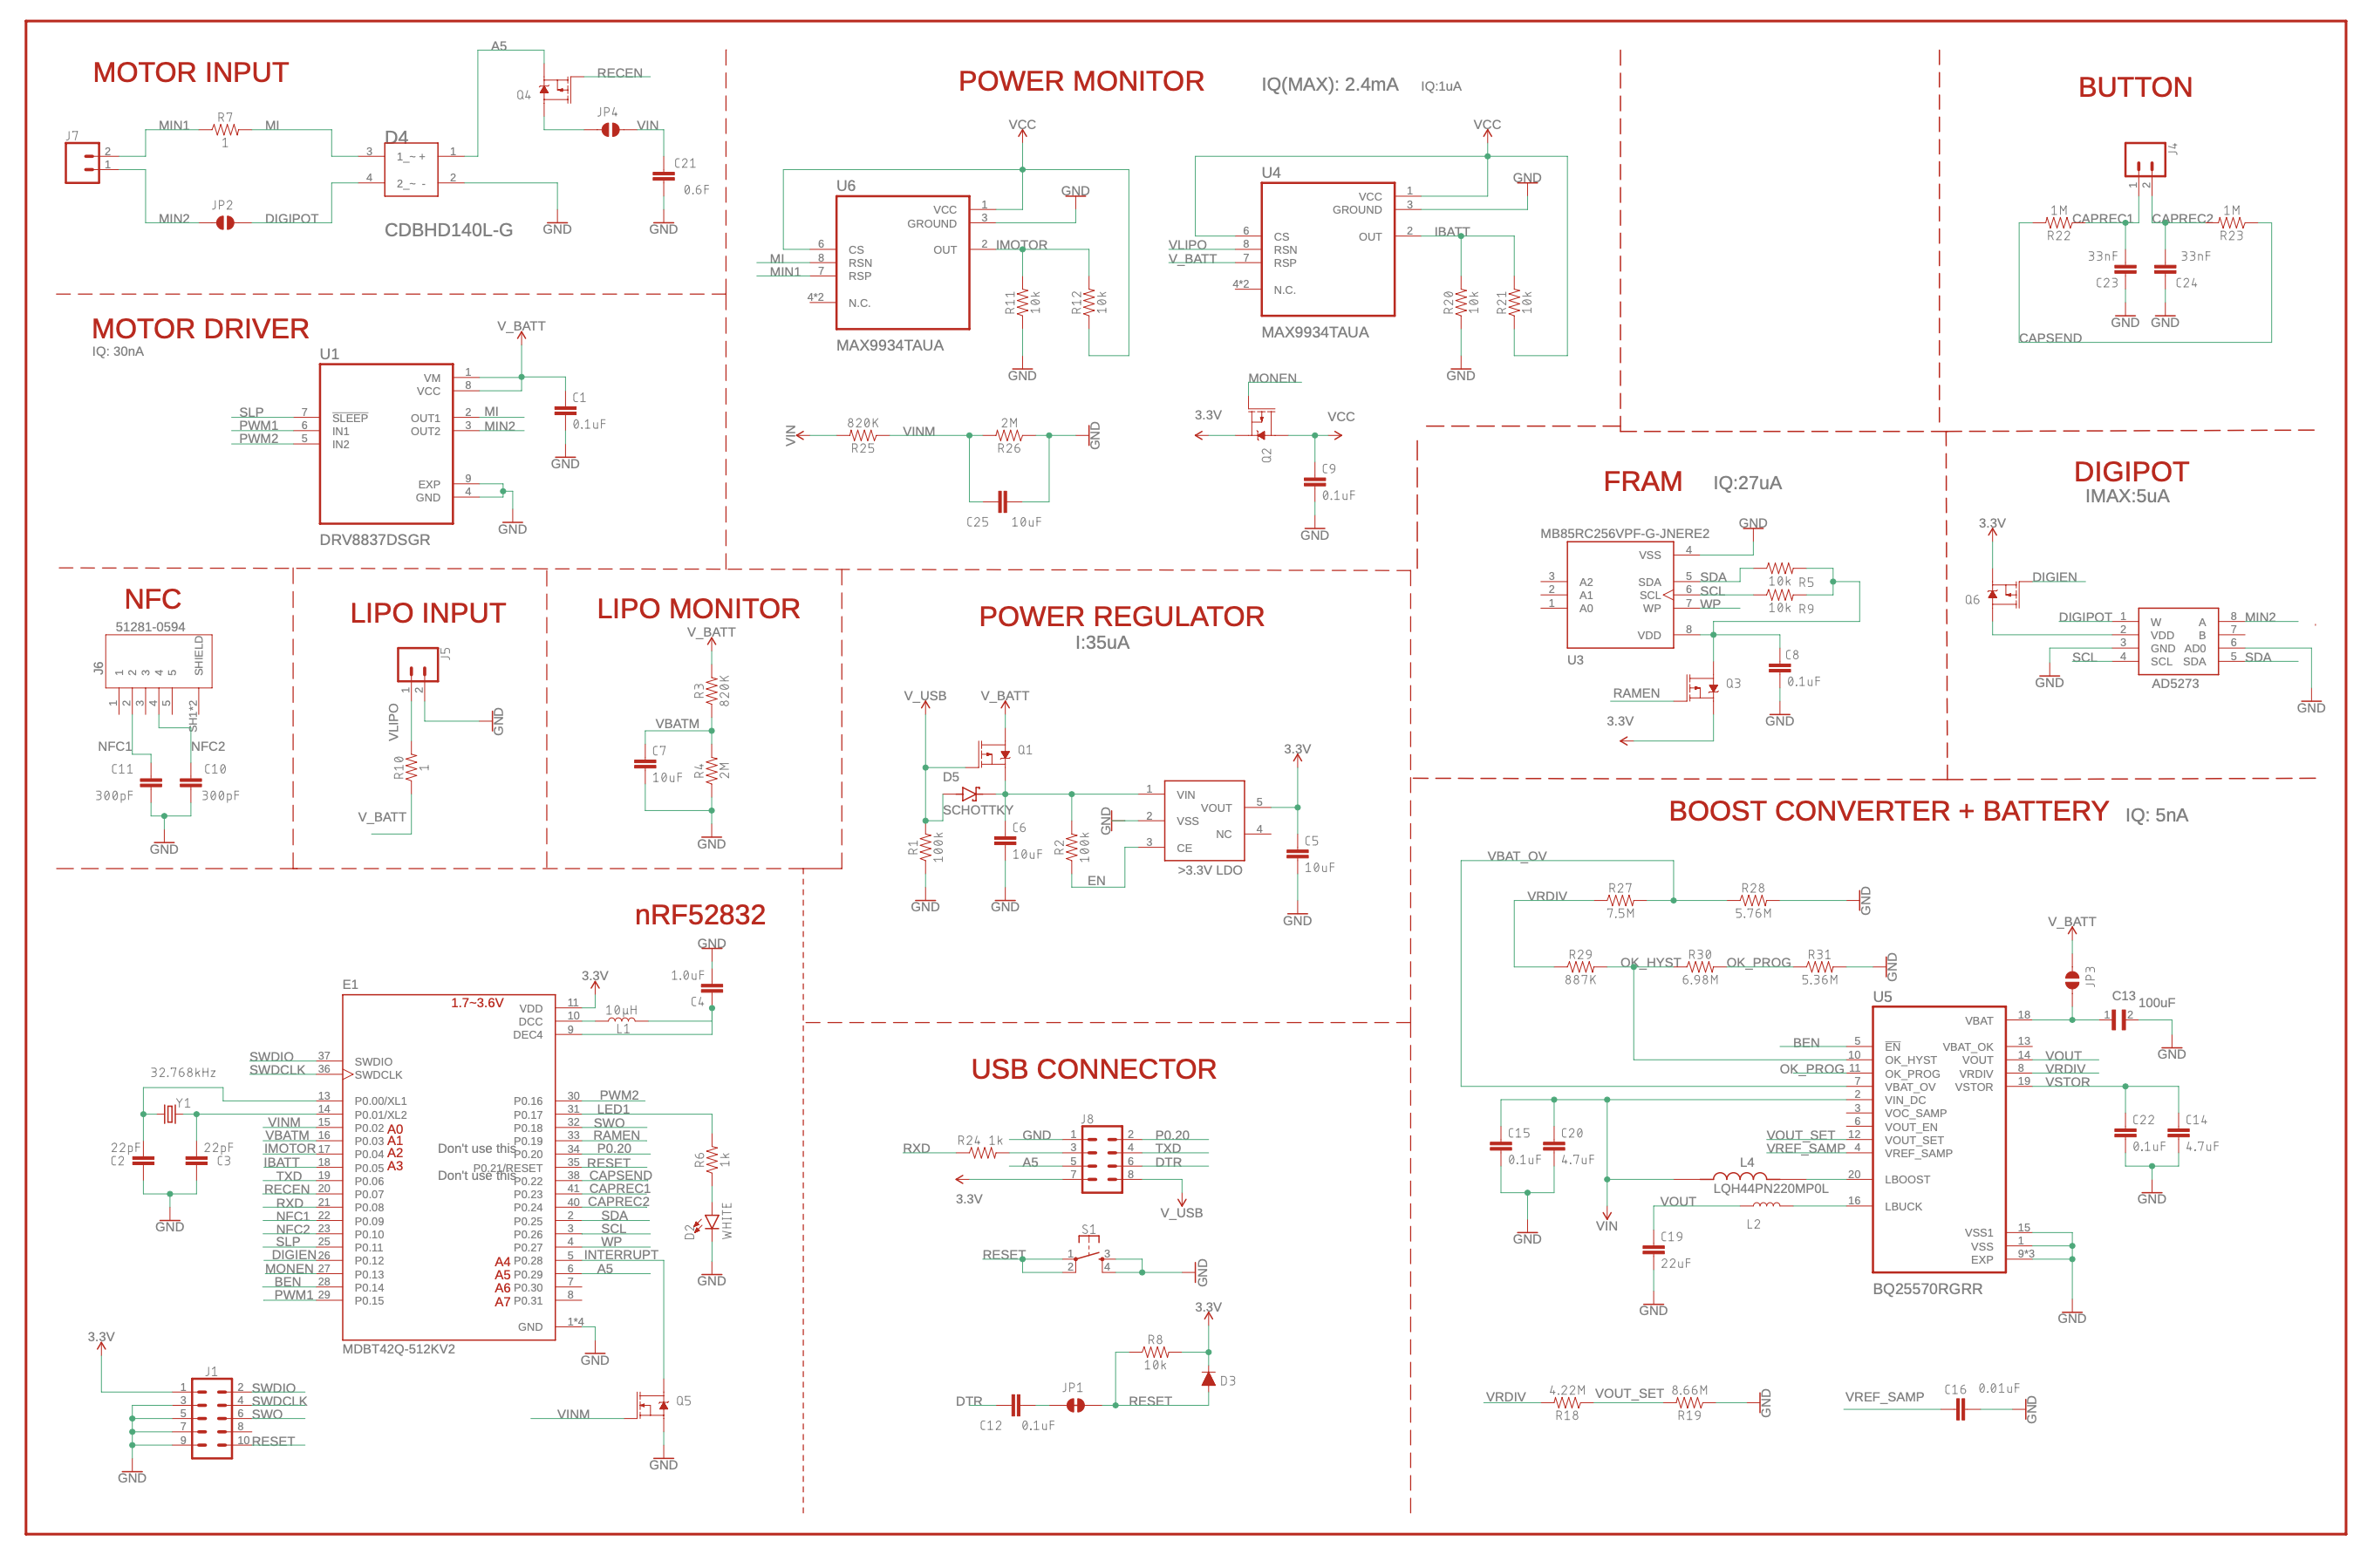 MOTOR INPUT
A5
RECEN
Q4
JP4
VIN
C21
0.6F
GND
J7
2
1
MIN1
R7
1
MI
MIN2
JP2
DIGIPOT
D4
3
4
1_~ +
2_~ -
1
2
CDBHD140L-G
GND
POWER MONITOR
IQ(MAX): 2.4mA
IQ:1uA
VCC
U6
GND
VCC
GROUND
OUT
1
3
2
IMOTOR
6
8
7
4*2
CS
RSN
RSP
N.C.
MI
MIN1
R11
10k
R12
10k
MAX9934TAUA
GND
VCC
U4
GND
VCC
GROUND
OUT
1
3
2
IBATT
6
8
7
4*2
CS
RSN
RSP
N.C.
VLIPO
V_BATT
R20
10k
R21
10k
MAX9934TAUA
GND
VIN
820K
R25
VINM
2M
R26
GND
C25
10uF
MONEN
3.3V
VCC
Q2
C9
0.1uF
GND
BUTTON
J4
1
2
1M
R22
CAPREC1
CAPREC2
1M
R23
33nF
C23
33nF
C24
GND
GND
CAPSEND
MOTOR DRIVER
IQ: 30nA
V_BATT
U1
SLP
PWM1
PWM2
7
6
5
SLEEP
IN1
IN2
VM
VCC
OUT1
OUT2
EXP
GND
1
8
2
3
9
4
MI
MIN2
C1
0.1uF
GND
GND
DRV8837DSGR
FRAM
IQ:27uA
MB85RC256VPF-G-JNERE2
GND
3
2
1
A2
A1
A0
VSS
SDA
SCL
WP
VDD
4
5
6
7
8
SDA
SCL
WP
10k
R5
10k
R9
U3
C8
0.1uF
GND
Q3
RAMEN
3.3V
DIGIPOT
IMAX:5uA
3.3V
DIGIEN
Q6
DIGIPOT
SCL
1
2
3
4
W
VDD
GND
SCL
A
B
AD0
SDA
8
7
6
5
MIN2
SDA
GND
AD5273
GND
NFC
51281-0594
J6
1
2
3
4
5
SHIELD
1
2
3
4
5
SH1*2
NFC1
NFC2
C11
300pF
C10
300pF
GND
LIPO INPUT
J5
1
2
VLIPO
GND
R10
1
V_BATT
LIPO MONITOR
V_BATT
R3
820K
VBATM
C7
10uF
R4
2M
GND
POWER REGULATOR
I:35uA
V_USB
V_BATT
Q1
D5
SCHOTTKY
R1
100k
C6
10uF
R2
100k
EN
GND
1
2
3
VIN
VSS
CE
VOUT
NC
5
4
>3.3V LDO
3.3V
C5
10uF
GND
GND
GND
BOOST CONVERTER + BATTERY
IQ: 5nA
VBAT_OV
VRDIV
R27
7.5M
R28
5.76M
GND
R29
887K
OK_HYST
R30
6.98M
OK_PROG
R31
5.36M
GND
V_BATT
JP3
C13
100uF
1
2
GND
U5
BEN
OK_PROG
VOUT_SET
VREF_SAMP
5
10
11
7
2
3
6
12
4
20
16
EN
OK_HYST
OK_PROG
VBAT_OV
VIN_DC
VOC_SAMP
VOUT_EN
VOUT_SET
VREF_SAMP
LBOOST
LBUCK
VBAT
VBAT_OK
VOUT
VRDIV
VSTOR
VSS1
VSS
EXP
18
13
14
8
19
15
1
9*3
VOUT
VRDIV
VSTOR
C22
0.1uF
C14
4.7uF
GND
GND
BQ25570RGRR
C15
0.1uF
C20
4.7uF
GND
VIN
L4
LQH44PN220MP0L
VOUT
L2
C19
22uF
GND
VRDIV
4.22M
R18
VOUT_SET
8.66M
R19
GND
VREF_SAMP
C16
0.01uF
GND
nRF52832
GND
1.0uF
C4
3.3V
10µH
L1
E1
1.7~3.6V
VDD
DCC
DEC4
11
10
9
SWDIO
SWDCLK
37
36
SWDIO
SWDCLK
32.768kHz
Y1
22pF
C2
22pF
C3
GND
13
14
P0.00/XL1
P0.01/XL2
VINM 15 P0.02 A0
VBATM 16 P0.03 A1
IMOTOR 17 P0.04 A2
IBATT 18 P0.05 A3
TXD 19 P0.06
RECEN 20 P0.07
RXD 21 P0.08
NFC1 22 P0.09
NFC2 23 P0.10
SLP 25 P0.11
DIGIEN 26 P0.12
MONEN 27 P0.13
BEN 28 P0.14
PWM1 29 P0.15
P0.16 30 PWM2
P0.17 31 LED1
P0.18 32 SWO
P0.19 33 RAMEN
Don't use this P0.20 34 P0.20
P0.21/RESET 35 RESET
Don't use this P0.22 38 CAPSEND
P0.23 41 CAPREC1
P0.24 40 CAPREC2
P0.25 2 SDA
P0.26 3 SCL
P0.27 4 WP
A4 P0.28 5 INTERRUPT
A5 P0.29 6 A5
A6 P0.30 7
A7 P0.31 8
GND 1*4
GND
MDBT42Q-512KV2
R6
1k
D2
WHITE
GND
VINM
Q5
GND
3.3V
J1
1
3
5
7
9
2 SWDIO
4 SWDCLK
6 SWO
8
10 RESET
GND
USB CONNECTOR
J8
RXD
R24 1k
GND 1
3
A5 5
7
2 P0.20
4 TXD
6 DTR
8
3.3V
V_USB
S1
RESET
1
2
3
4
GND
3.3V
R8
10k
D3
DTR
C12
0.1uF
JP1
RESET